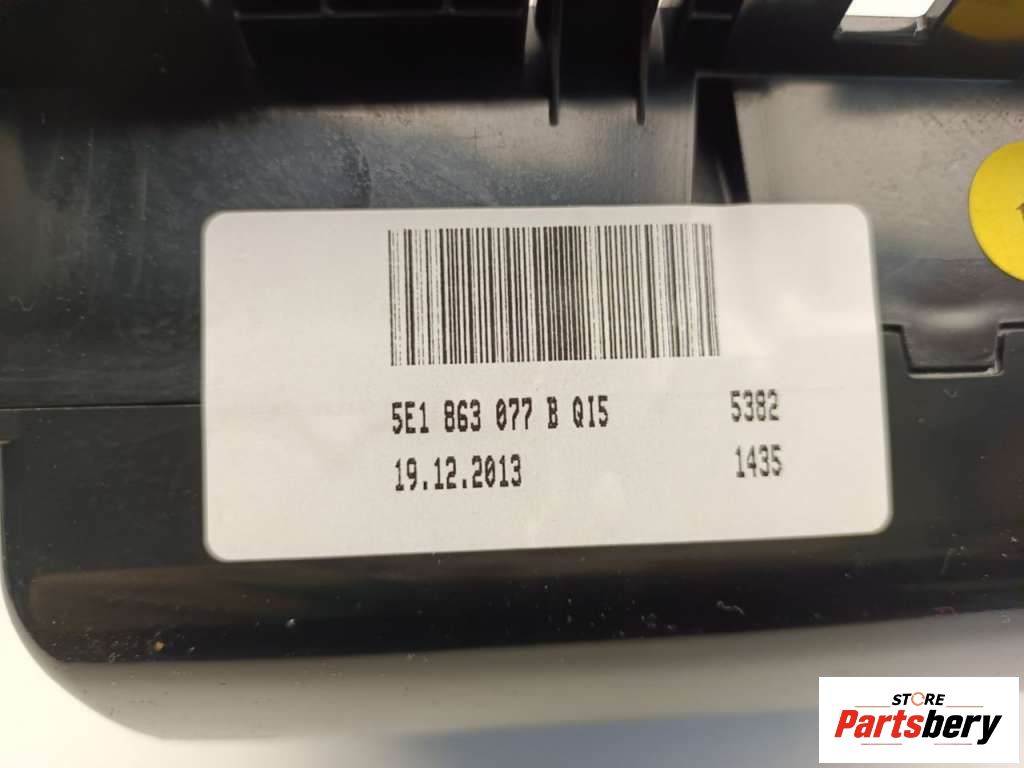 5E1 863 077 B QI5 5382
19.12.2013 1435
STORE
Partsbery